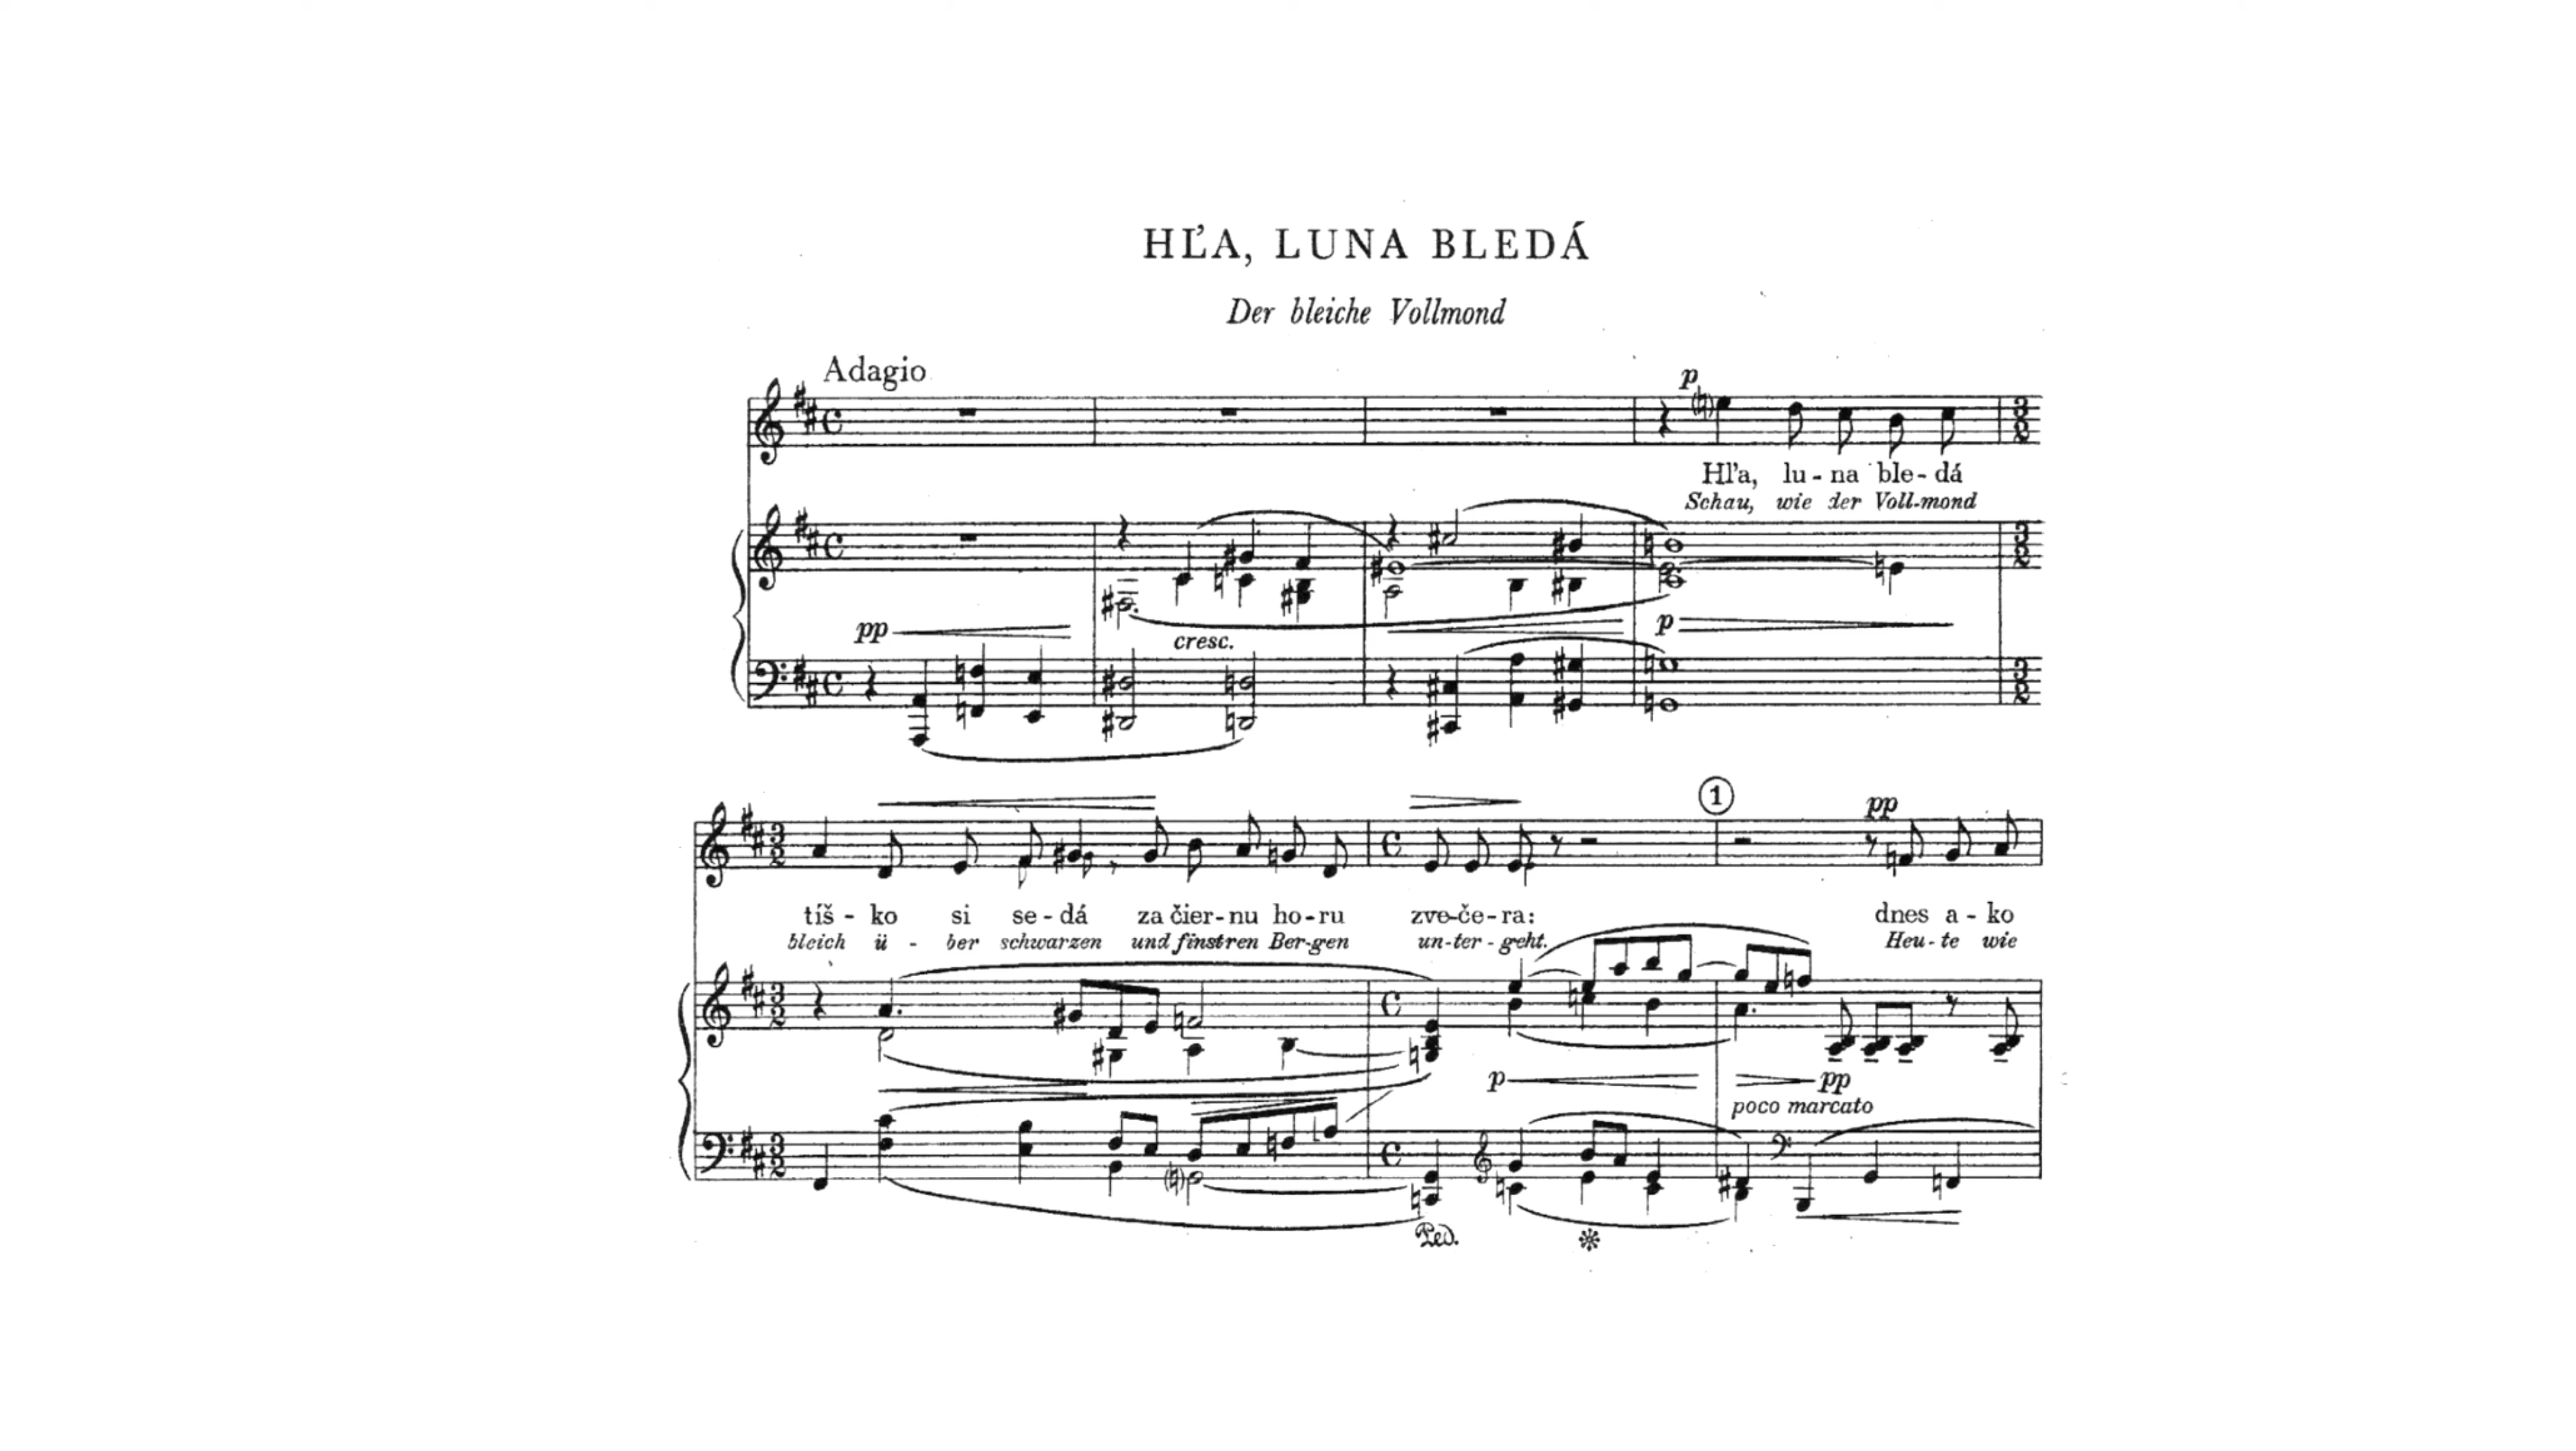 HĽA, LUNA BLEDÁ
Der bleiche Vollmond
Adagio
p
Hľa, lu - na ble - dá
Schau, wie der Voll-mond
pp
cresc.
p
1
pp
tíš - ko si se - dá za čier - nu ho - ru zve-če-ra: dnes a - ko
bleich ü - ber schwarzen und finstren Ber-gen un-ter-geht. Heu-te wie
p pp
poco marcato
Ped.